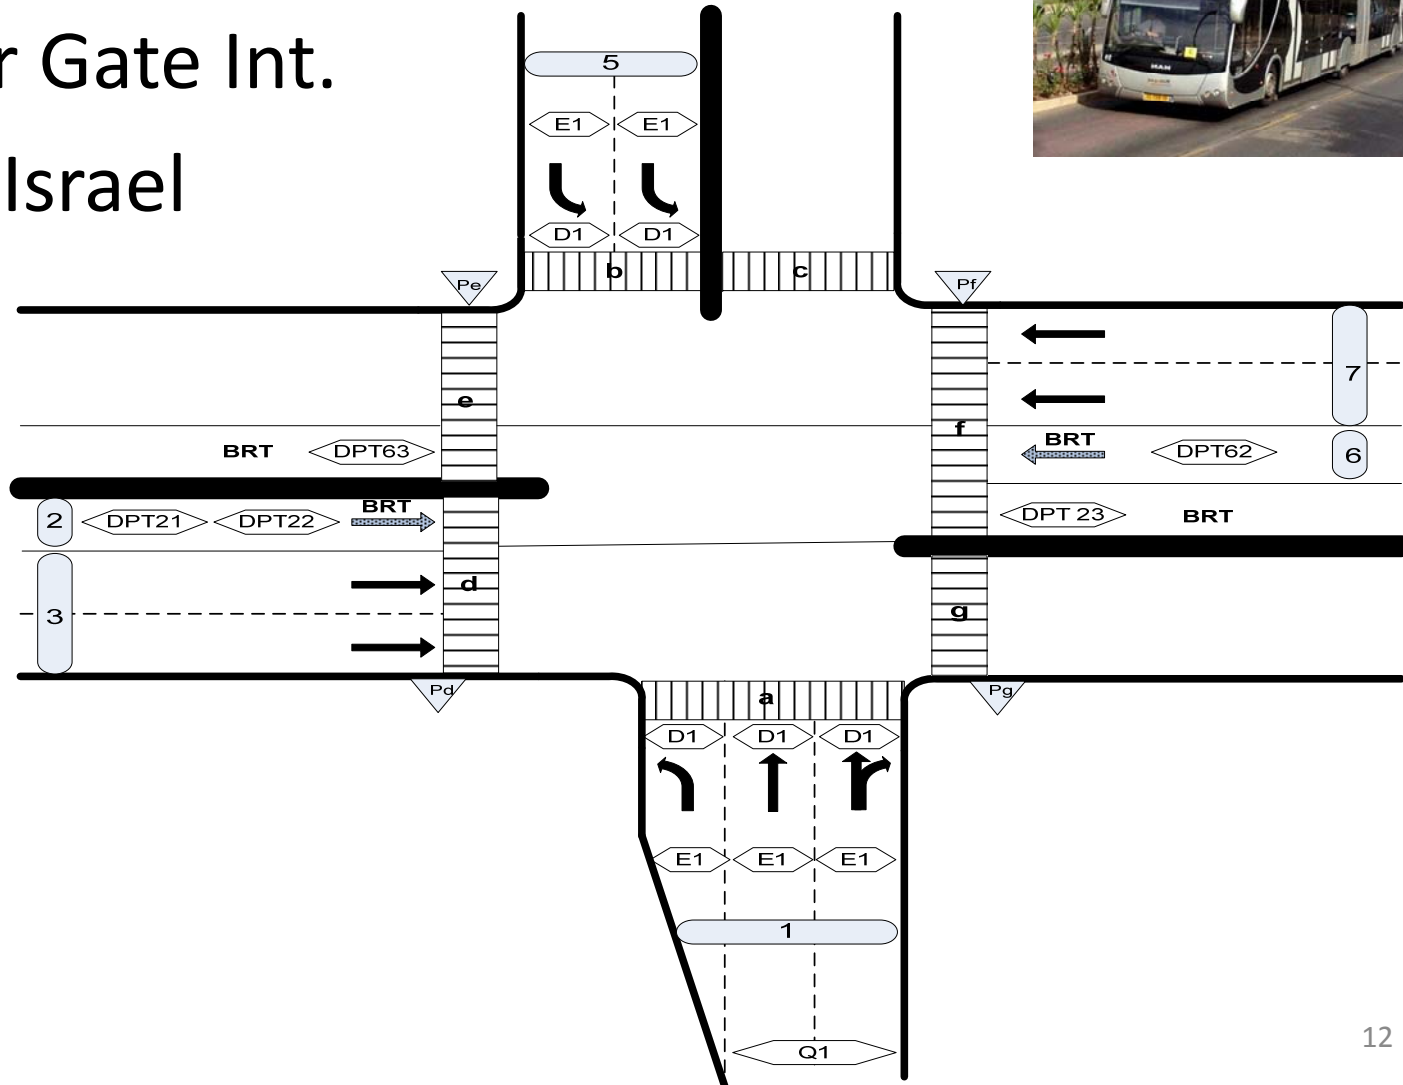 r Gate Int.
Israel
MAN
5
E1 E1
D1 D1
b c
Pe Pf
7
e f
BRT DPT63 BRT DPT62 6
2 DPT21 DPT22 BRT DPT 23 BRT
d
3 g
Pd Pg
a
D1 D1 D1
E1 E1 E1
1
Q1
12